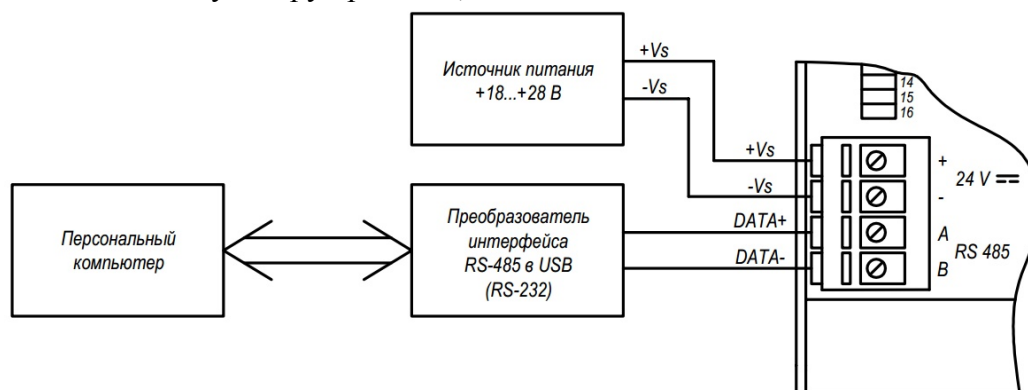 Источник питания
+18...+28 В
+Vs
-Vs
14
15
16
+Vs
-Vs
DATA+
DATA-
+
-
24 V
A
B
RS 485
Персональный
компьютер
Преобразователь
интерфейса
RS-485 в USB
(RS-232)